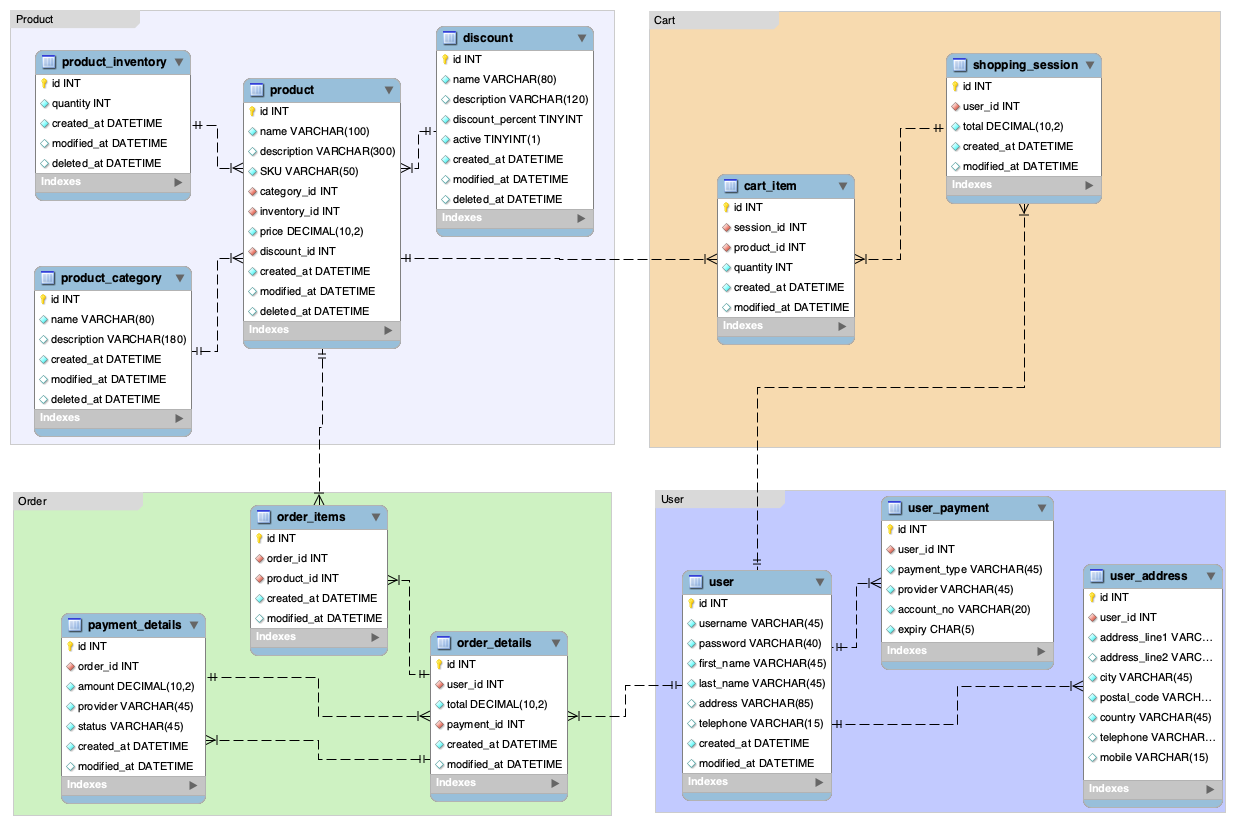 Product
product_inventory
id INT
quantity INT
created_at DATETIME
modified_at DATETIME
deleted_at DATETIME
Indexes
product
id INT
name VARCHAR(100)
description VARCHAR(300)
SKU VARCHAR(50)
category_id INT
inventory_id INT
price DECIMAL(10,2)
discount_id INT
created_at DATETIME
modified_at DATETIME
deleted_at DATETIME
Indexes
discount
id INT
name VARCHAR(80)
description VARCHAR(120)
discount_percent TINYINT
active TINYINT(1)
created_at DATETIME
modified_at DATETIME
deleted_at DATETIME
Indexes
product_category
id INT
name VARCHAR(80)
description VARCHAR(180)
created_at DATETIME
modified_at DATETIME
deleted_at DATETIME
Indexes
Cart
shopping_session
id INT
user_id INT
total DECIMAL(10,2)
created_at DATETIME
modified_at DATETIME
Indexes
cart_item
id INT
session_id INT
product_id INT
quantity INT
created_at DATETIME
modified_at DATETIME
Indexes
Order
order_items
id INT
order_id INT
product_id INT
created_at DATETIME
modified_at DATETIME
Indexes
payment_details
id INT
order_id INT
amount DECIMAL(10,2)
provider VARCHAR(45)
status VARCHAR(45)
created_at DATETIME
modified_at DATETIME
Indexes
order_details
id INT
user_id INT
total DECIMAL(10,2)
payment_id INT
created_at DATETIME
modified_at DATETIME
Indexes
User
user
id INT
username VARCHAR(45)
password VARCHAR(40)
first_name VARCHAR(45)
last_name VARCHAR(45)
address VARCHAR(85)
telephone VARCHAR(15)
created_at DATETIME
modified_at DATETIME
Indexes
user_payment
id INT
user_id INT
payment_type VARCHAR(45)
provider VARCHAR(45)
account_no VARCHAR(20)
expiry CHAR(5)
Indexes
user_address
id INT
user_id INT
address_line1 VARC...
address_line2 VARC...
city VARCHAR(45)
postal_code VARCH...
country VARCHAR(45)
telephone VARCHAR...
mobile VARCHAR(15)
Indexes